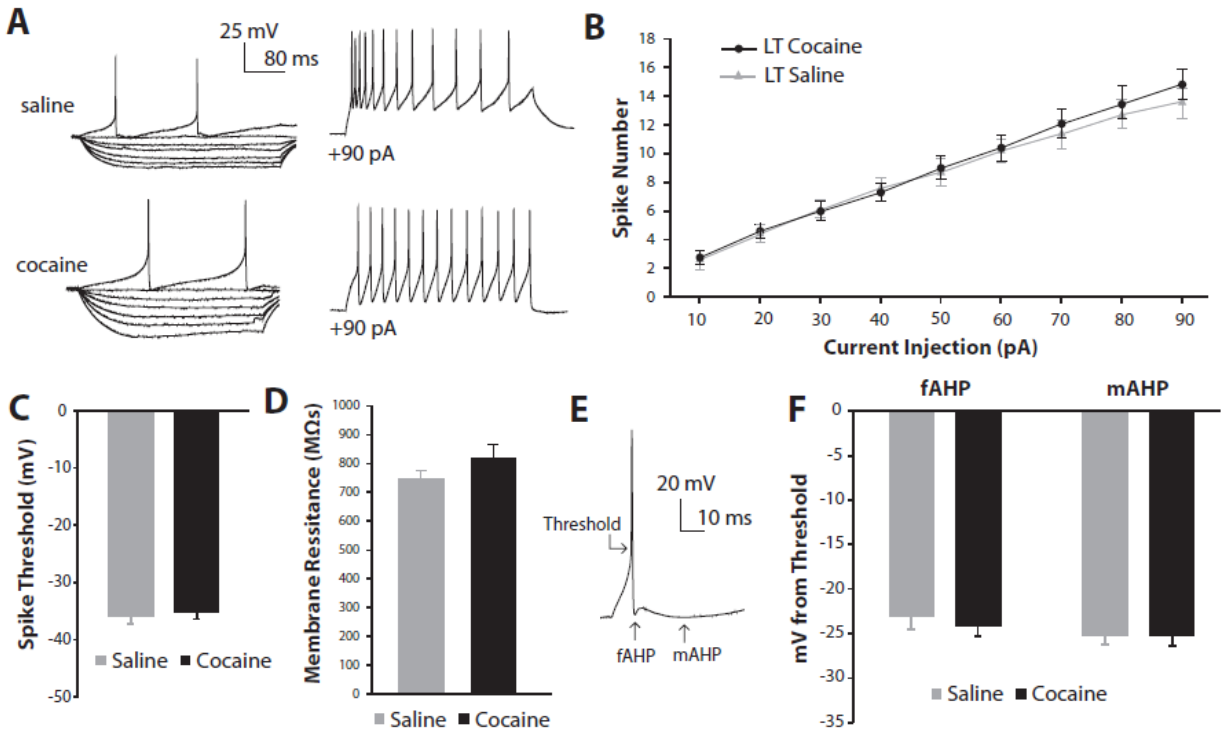 A
25 mV
80 ms
saline
+90 pA
cocaine
+90 pA
B
18
16
14
12
10
8
6
4
2
0
Spike Number
LT Cocaine
LT Saline
10 20 30 40 50 60 70 80 90
Current Injection (pA)
C
0
-10
-20
-30
-40
-50
Spike Threshold (mV)
Saline Cocaine
D
1000
900
800
700
600
500
400
300
200
100
0
Membrane Ressitance (MΩs)
Saline Cocaine
E
20 mV
10 ms
Threshold
fAHP mAHP
F
fAHP mAHP
0
-5
-10
-15
-20
-25
-30
-35
mV from Threshold
Saline Cocaine